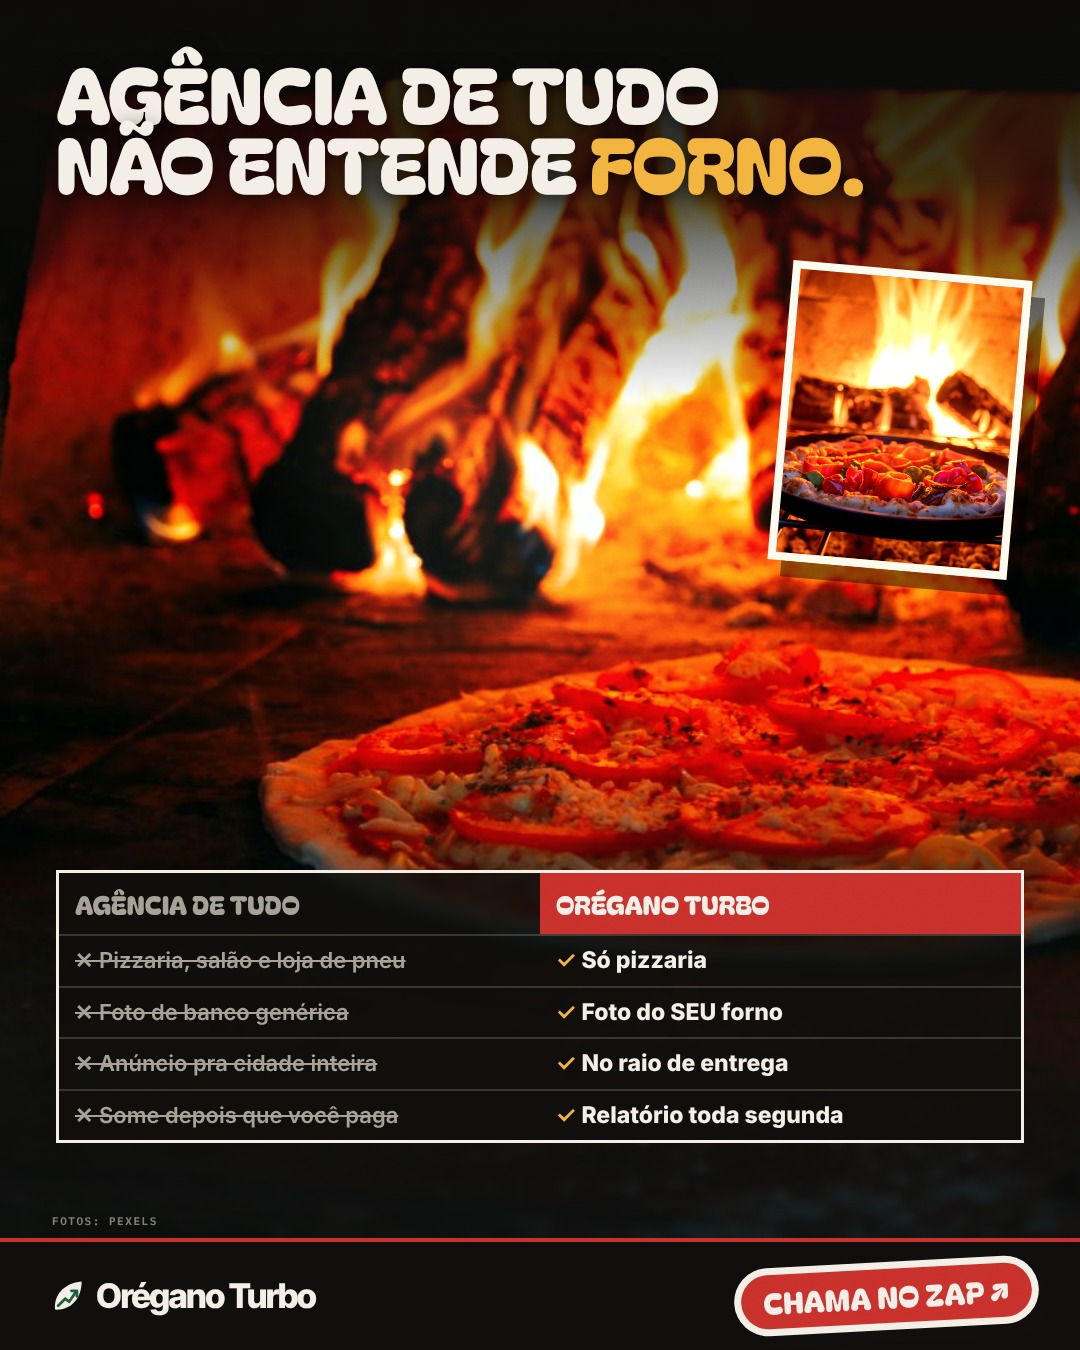 AGÊNCIA DE TUDO
NÃO ENTENDE FORNO.
AGÊNCIA DE TUDO
ORÉGANO TURBO
✕ Pizzaria, salão e loja de pneu
✓ Só pizzaria
✕ Foto de banco genérica
✓ Foto do SEU forno
✕ Anúncio pra cidade inteira
✓ No raio de entrega
✕ Some depois que você paga
✓ Relatório toda segunda
FOTOS: PEXELS
Orégano Turbo
CHAMA NO ZAP ↗